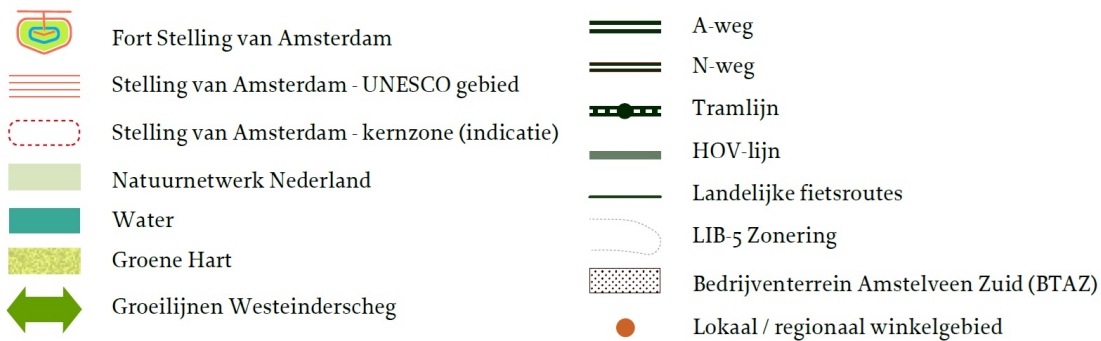 Fort Stelling van Amsterdam
Stelling van Amsterdam - UNESCO gebied
Stelling van Amsterdam - kernzone (indicatie)
Natuurnetwerk Nederland
Water
Groene Hart
Groeilijnen Westeinderscheg
A-weg
N-weg
Tramlijn
HOV-lijn
Landelijke fietsroutes
LIB-5 Zonering
Bedrijventerrein Amstelveen Zuid (BTAZ)
Lokaal / regionaal winkelgebied